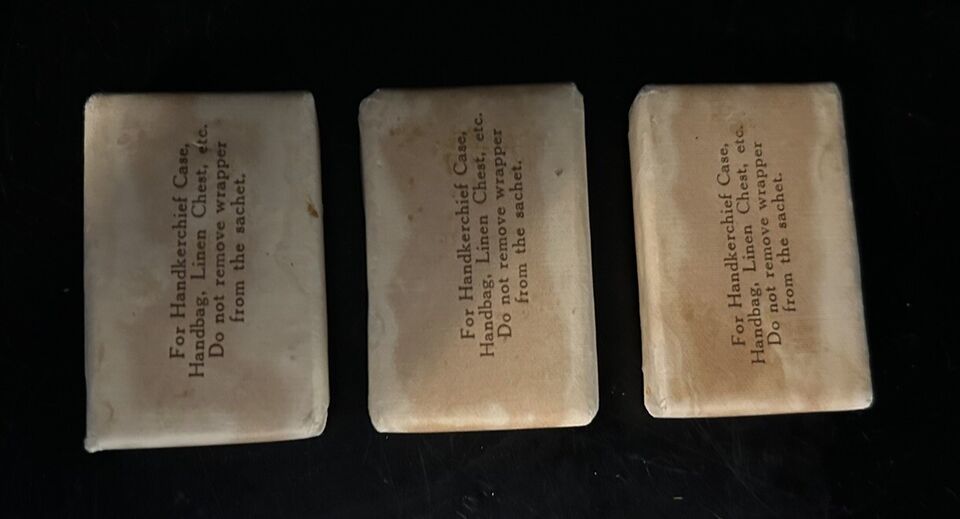 For Handkerchief Case,
Handbag, Linen Chest, etc.
Do not remove wrapper
from the sachet.
For Handkerchief Case,
Handbag, Linen Chest, etc.
Do not remove wrapper
from the sachet.
For Handkerchief Case,
Handbag, Linen Chest, etc.
Do not remove wrapper
from the sachet.